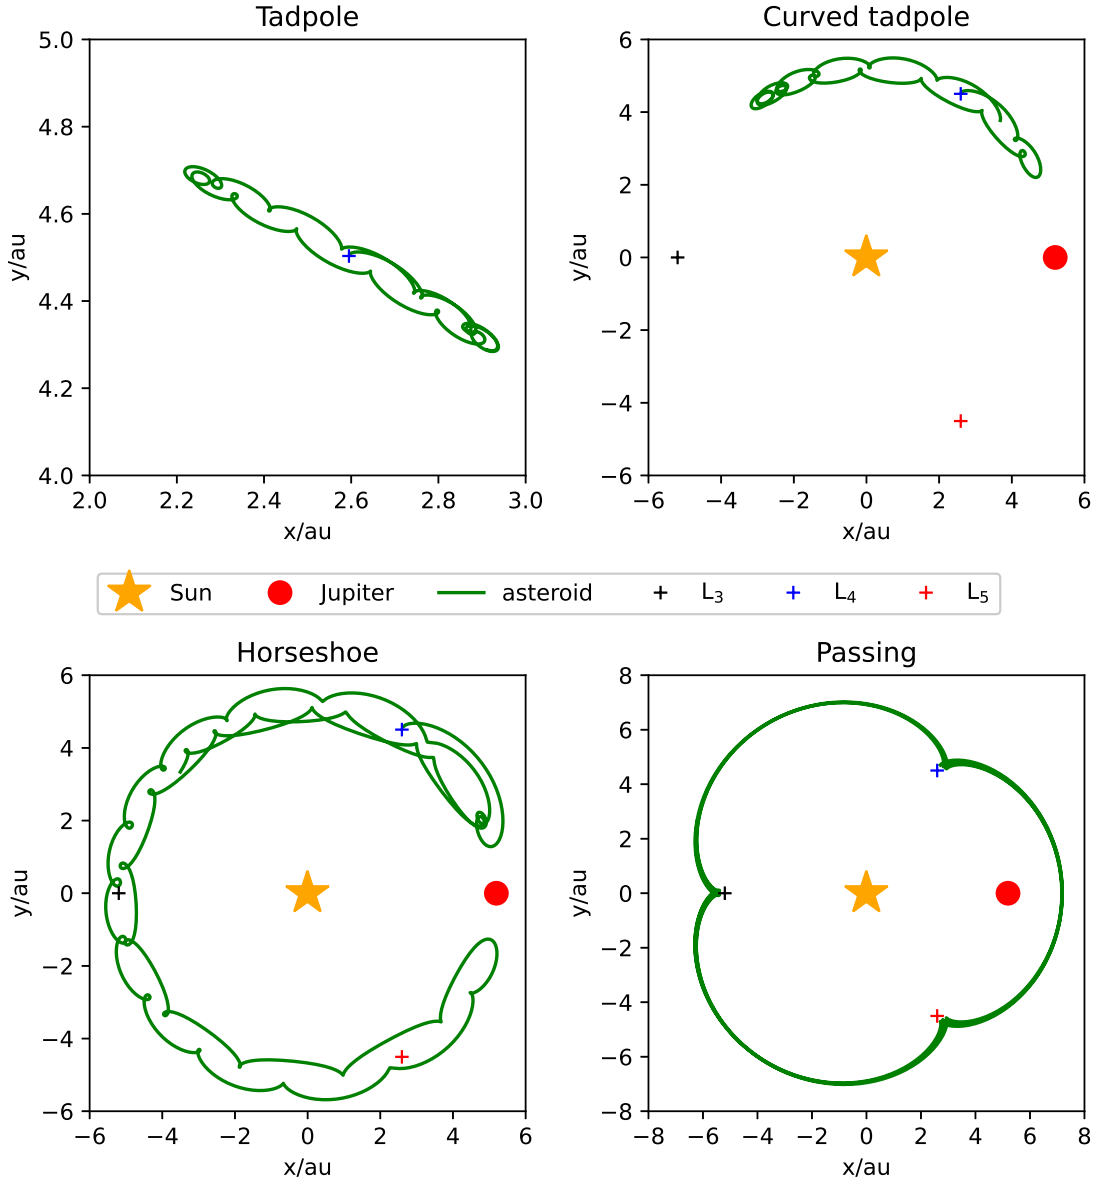 Tadpole
5.0
4.8
4.6
4.4
4.2
4.0
y/au
2.0 2.2 2.4 2.6 2.8 3.0
x/au
Curved tadpole
6
4
2
0
−2
−4
−6
y/au
−6 −4 −2 0 2 4 6
x/au
Sun Jupiter asteroid L₃ L₄ L₅
Horseshoe
6
4
2
0
−2
−4
−6
y/au
−6 −4 −2 0 2 4 6
x/au
Passing
8
6
4
2
0
−2
−4
−6
−8
y/au
−8 −6 −4 −2 0 2 4 6 8
x/au